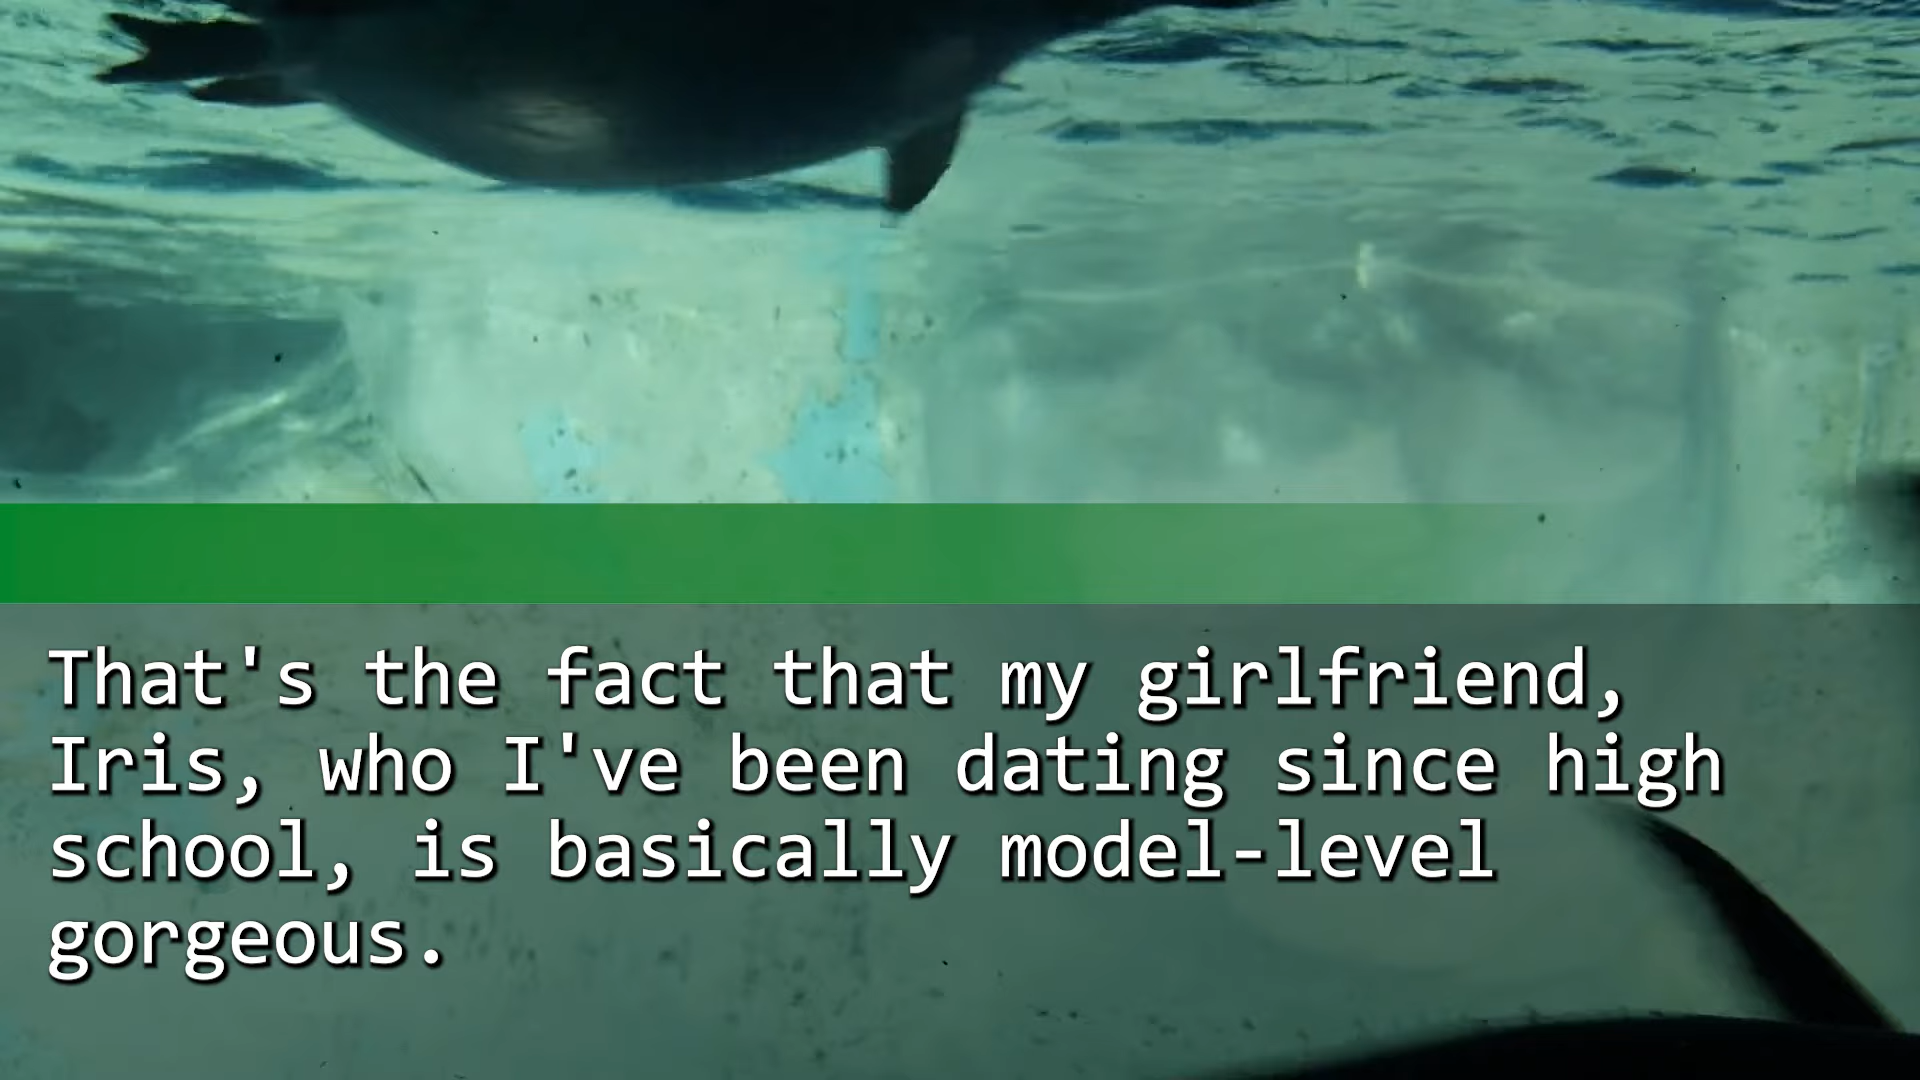 That's the fact that my girlfriend,
Iris, who I've been dating since high
school, is basically model-level
gorgeous.